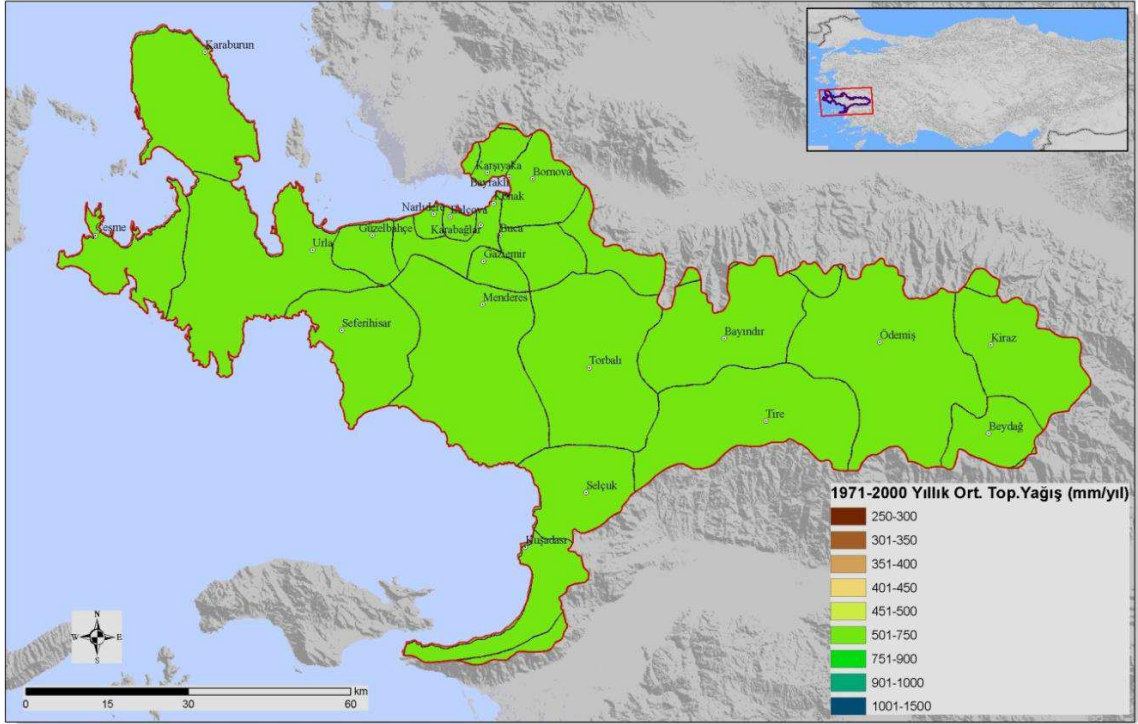 Karaburun
Karşıyaka
Bornova
Bayraklı
Konak
Narlıdere
Balçova
Çeşme
Güzelbahçe
Karabağlar
Buca
Urla
Gaziemir
Menderes
Seferihisar
Bayındır
Ödemiş
Kiraz
Torbalı
Tire
Beydağ
Selçuk
Kuşadası
1971-2000 Yıllık Ort. Top.Yağış (mm/yıl)
250-300
301-350
351-400
401-450
451-500
501-750
751-900
901-1000
1001-1500
N
W E
S
km
0 15 30 60